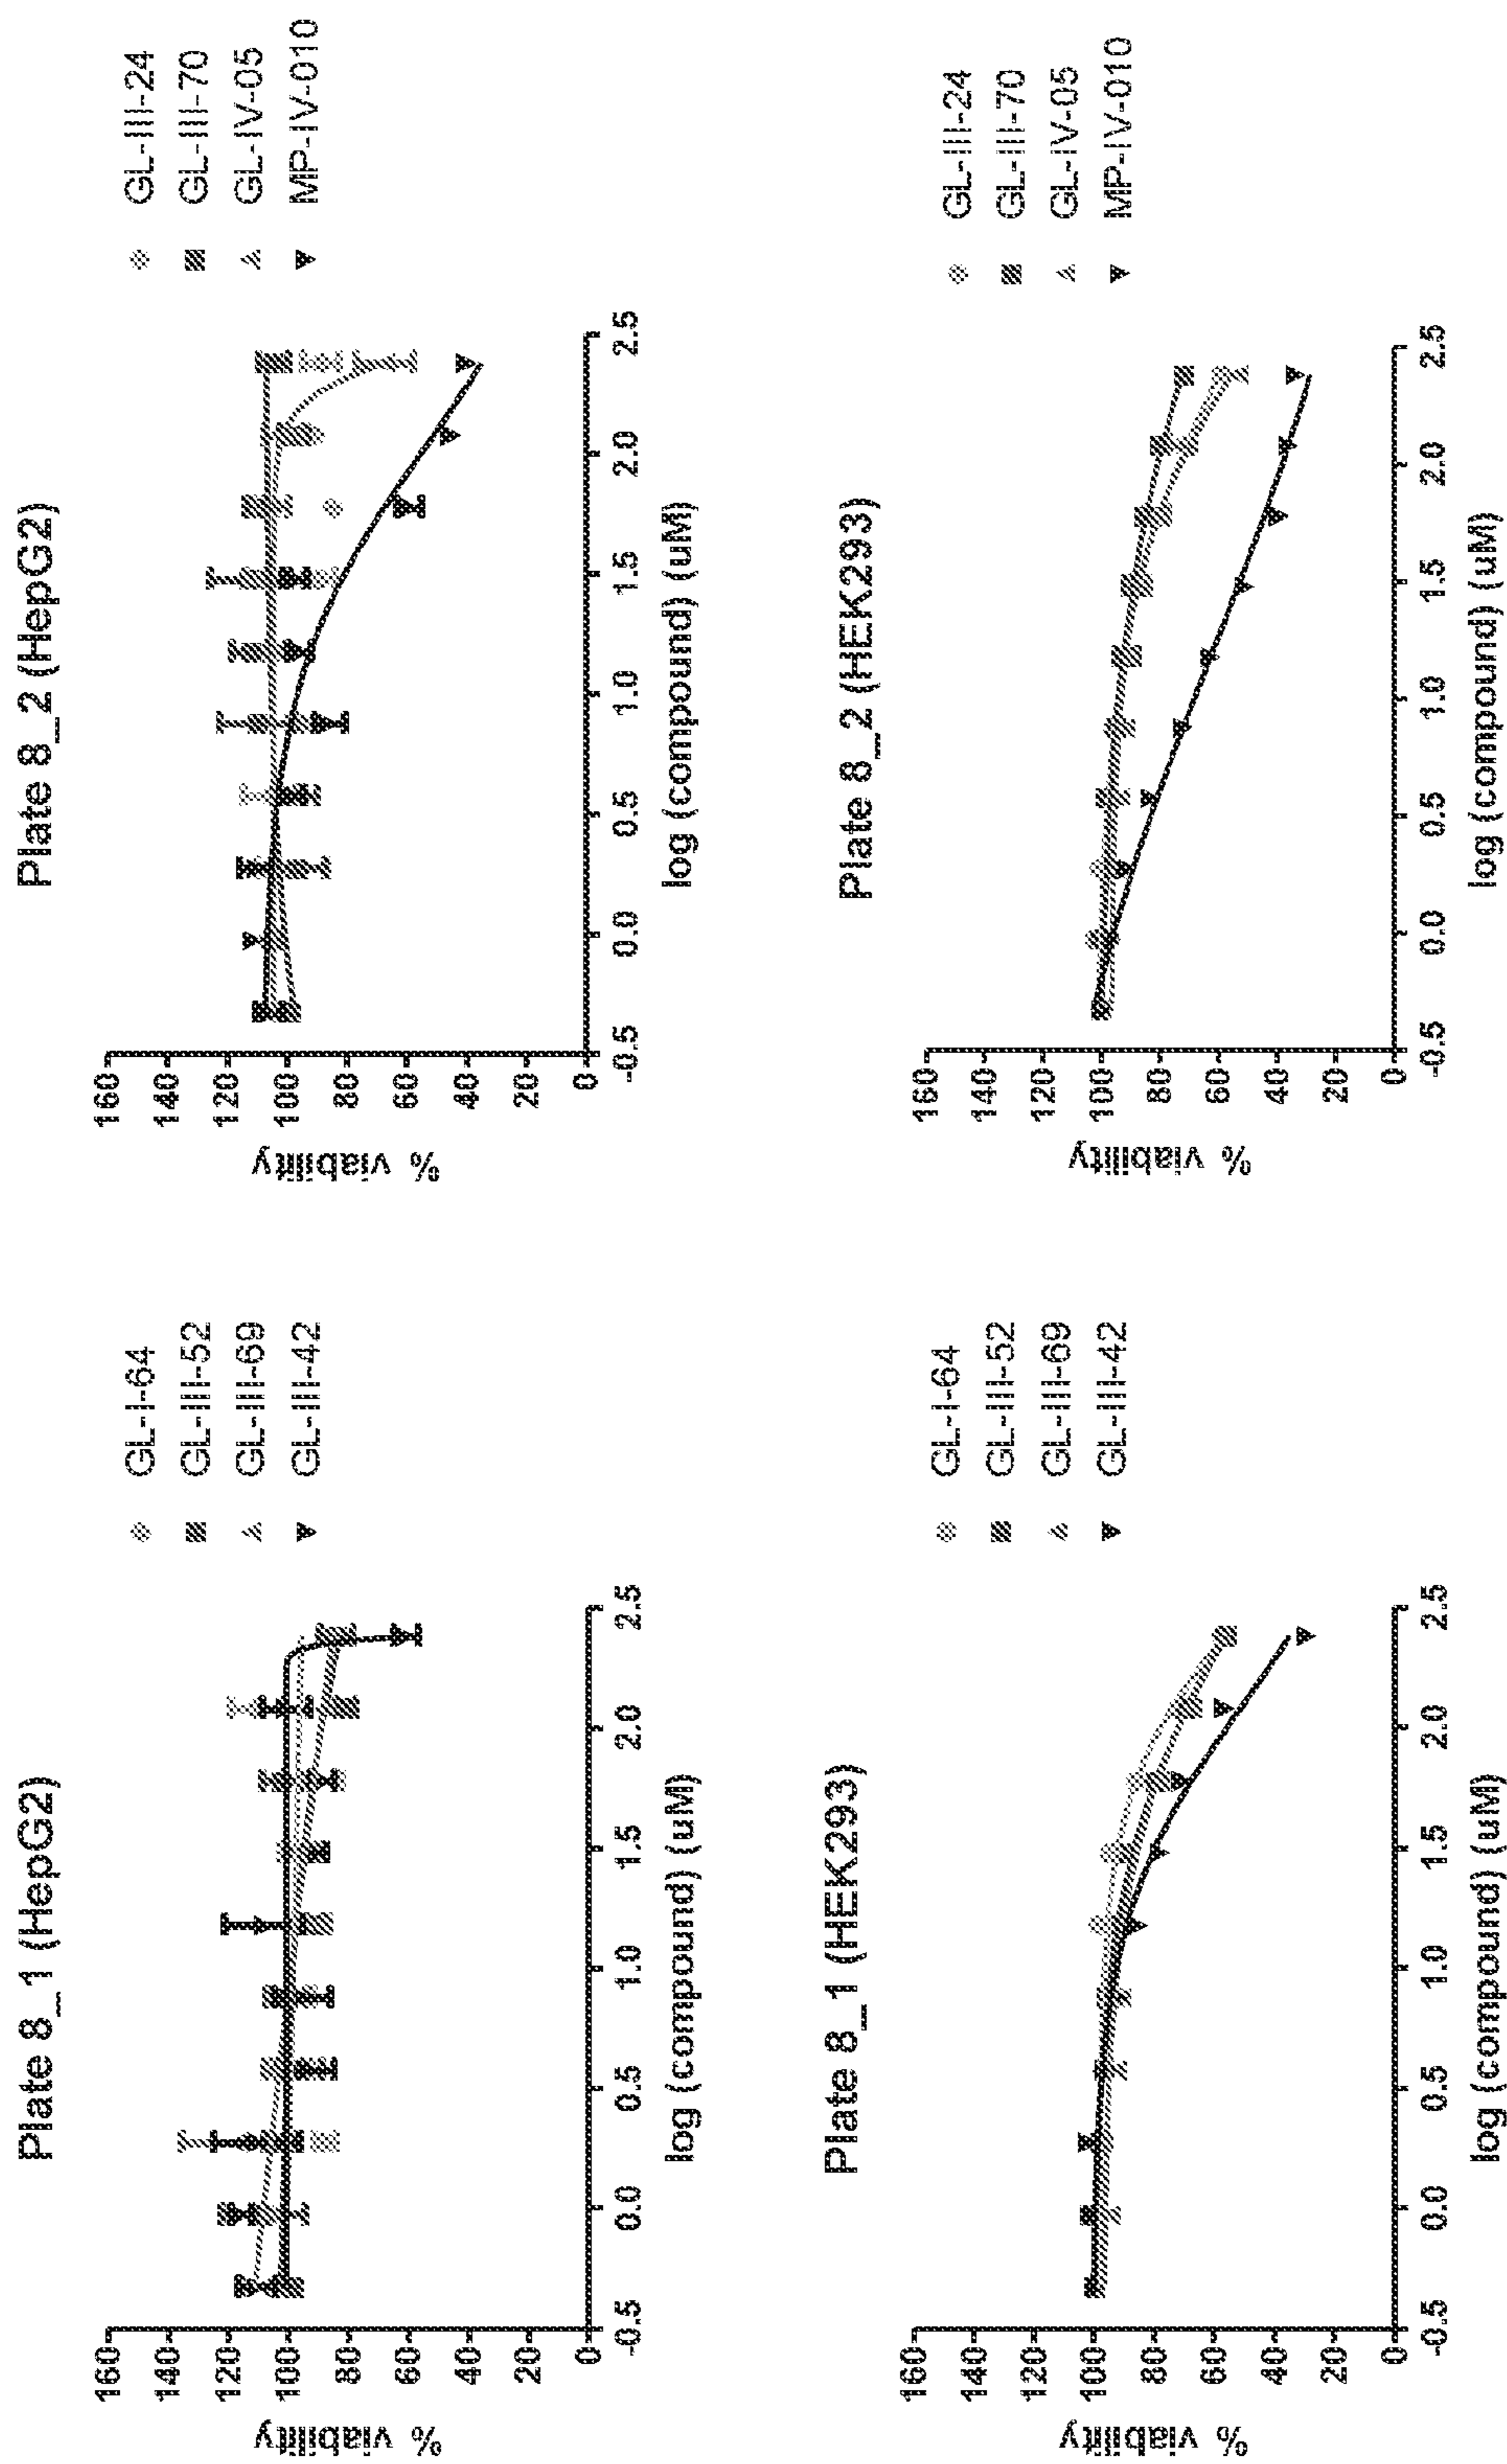 Plate 8_1 (HepG2)
% viability
160
140
120
100
80
60
40
20
0
-0.5
0.0
0.5
1.0
1.5
2.0
2.5
log (compound) (uM)
GL-I-64
GL-III-52
GL-III-69
GL-III-42
Plate 8_2 (HepG2)
% viability
160
140
120
100
80
60
40
20
0
-0.5
0.0
0.5
1.0
1.5
2.0
2.5
log (compound) (uM)
GL-III-24
GL-III-70
GL-IV-05
MP-IV-010
Plate 8_1 (HEK293)
% viability
160
140
120
100
80
60
40
20
0
-0.5
0.0
0.5
1.0
1.5
2.0
2.5
log (compound) (uM)
GL-I-64
GL-III-52
GL-III-69
GL-III-42
Plate 8_2 (HEK293)
% viability
160
140
120
100
80
60
40
20
0
-0.5
0.0
0.5
1.0
1.5
2.0
2.5
log (compound) (uM)
GL-III-24
GL-III-70
GL-IV-05
MP-IV-010